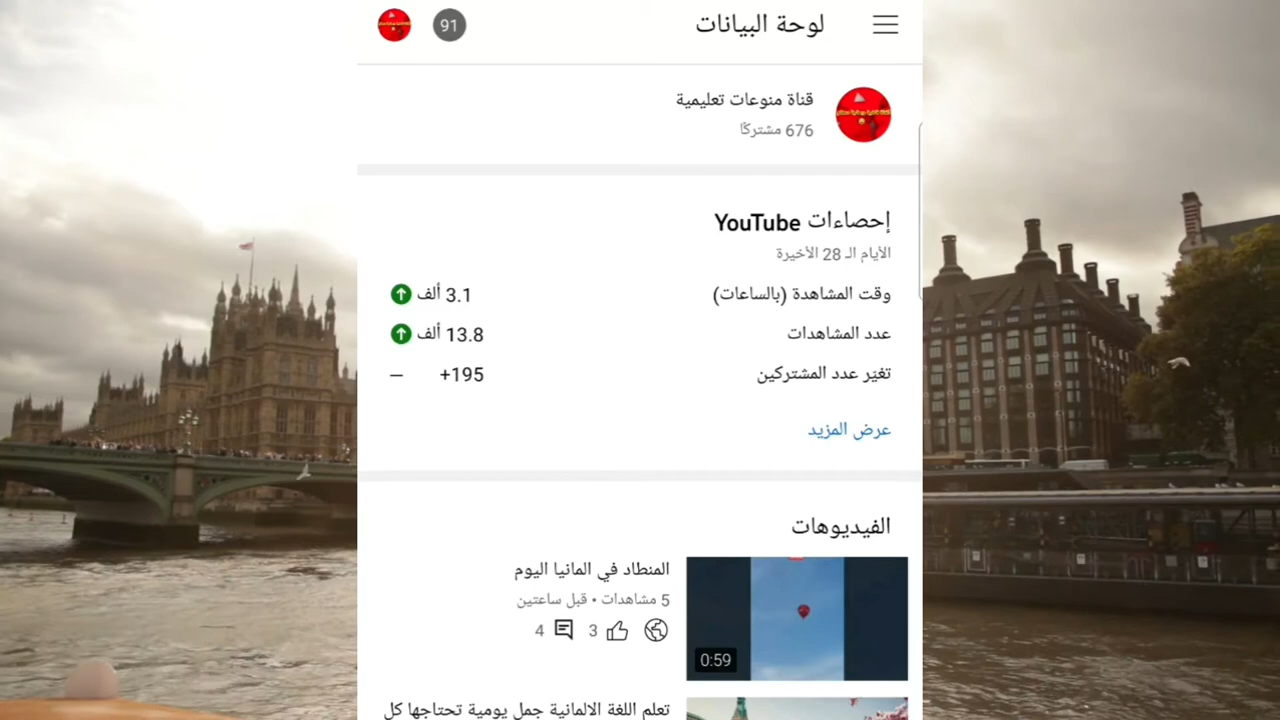 لوحة البيانات
91
قناة منوعات تعليمية
676 مشتركًا
إحصاءات YouTube
الأيام الـ 28 الأخيرة
وقت المشاهدة (بالساعات) 3.1 ألف
عدد المشاهدات 13.8 ألف
تغيّر عدد المشتركين +195 –
عرض المزيد
الفيديوهات
المنطاد في المانيا اليوم
5 مشاهدات • قبل ساعتين
3 4
0:59
تعلم اللغة الالمانية جمل يومية تحتاجها كل